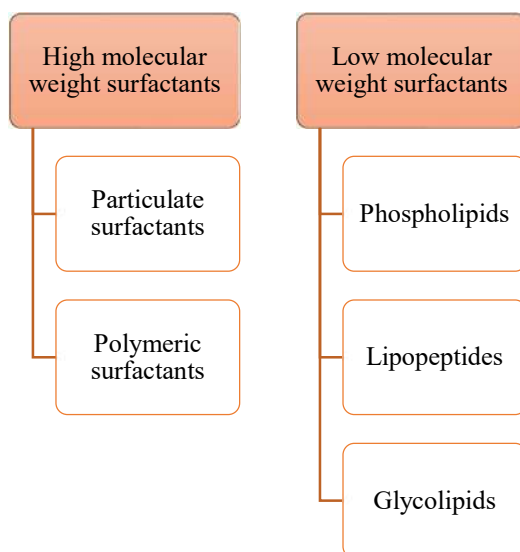 High molecular
weight surfactants
Particulate
surfactants
Polymeric
surfactants
Low molecular
weight surfactants
Phospholipids
Lipopeptides
Glycolipids